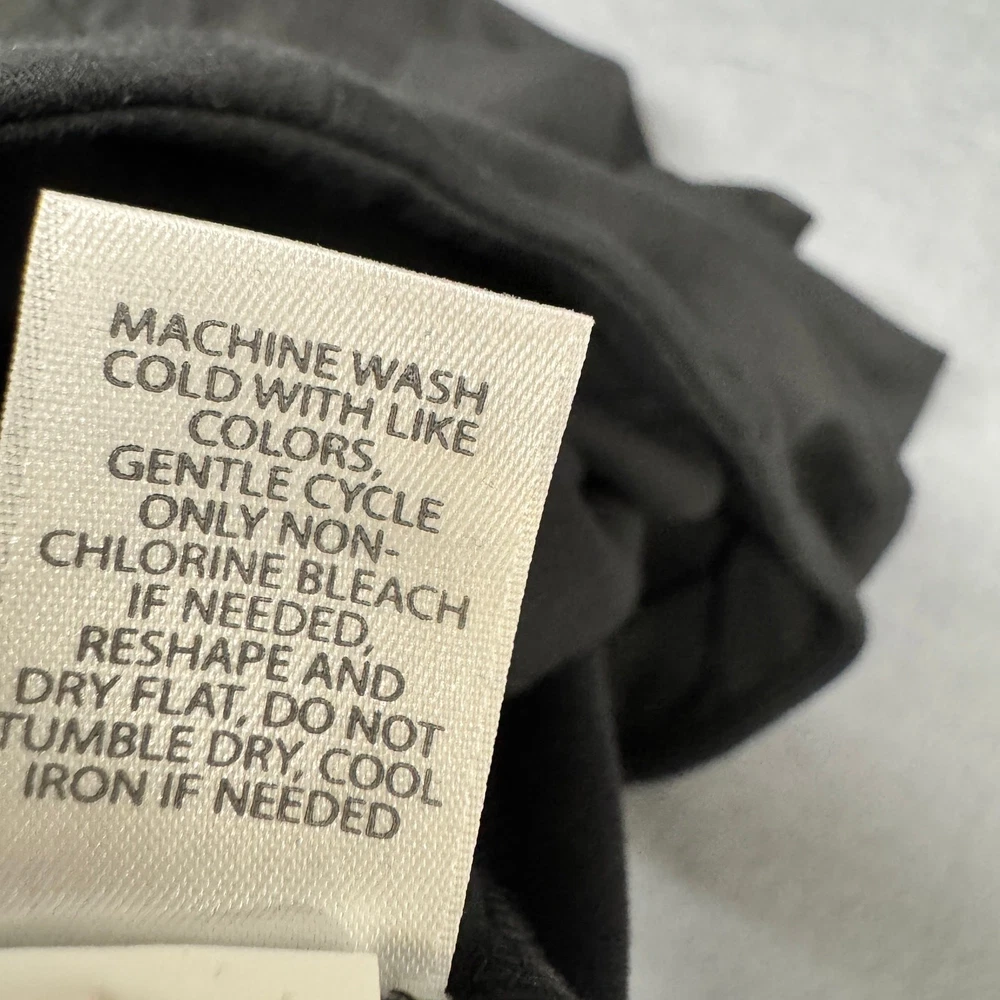 MACHINE WASH
COLD WITH LIKE
COLORS,
GENTLE CYCLE
ONLY NON-
CHLORINE BLEACH
IF NEEDED,
RESHAPE AND
DRY FLAT, DO NOT
TUMBLE DRY, COOL
IRON IF NEEDED